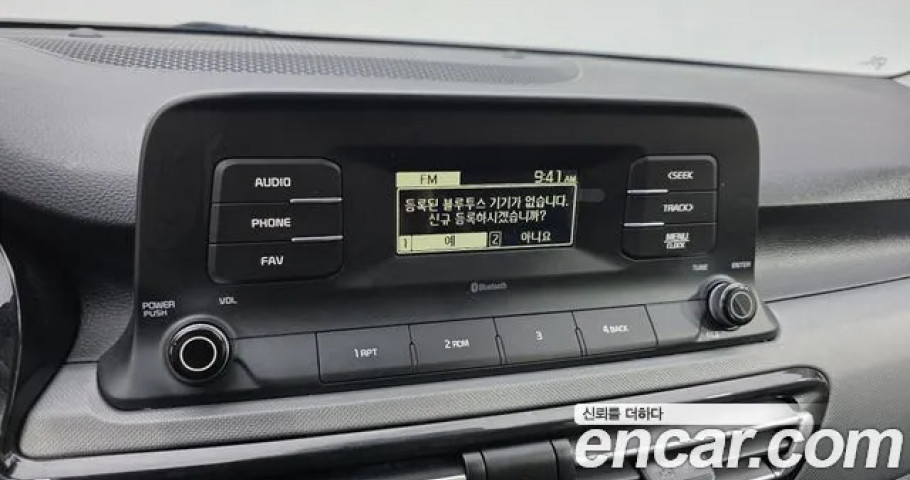 FM 9:41 AM
등록된 블루투스 기기가 없습니다.
신규 등록하시겠습니까?
1 예 2 아니요
AUDIO
PHONE
FAV
<SEEK
TRACK>
MENU/
CLOCK
Bluetooth
POWER
PUSH
VOL
TUNE
ENTER
1 RPT
2 RDM
3
4 BACK
신뢰를 더하다
encar.com